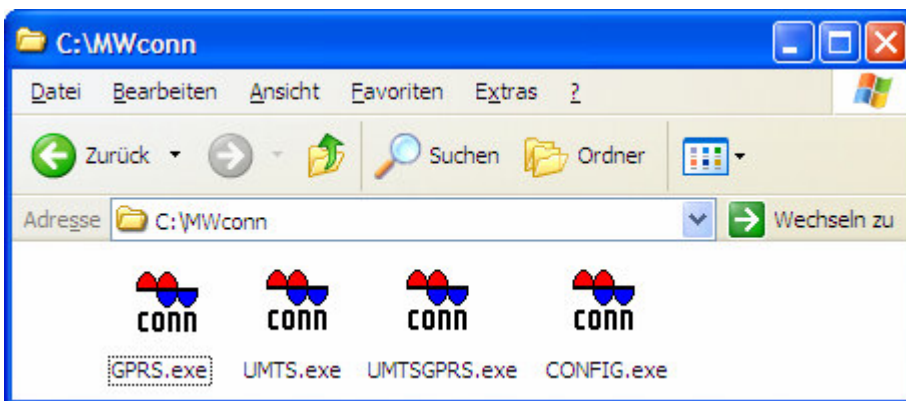 C:\MWconn
Datei Bearbeiten Ansicht Favoriten Extras ?
Zurück Suchen Ordner
Adresse C:\MWconn Wechseln zu
conn conn conn conn
GPRS.exe UMTS.exe UMTSGPRS.exe CONFIG.exe